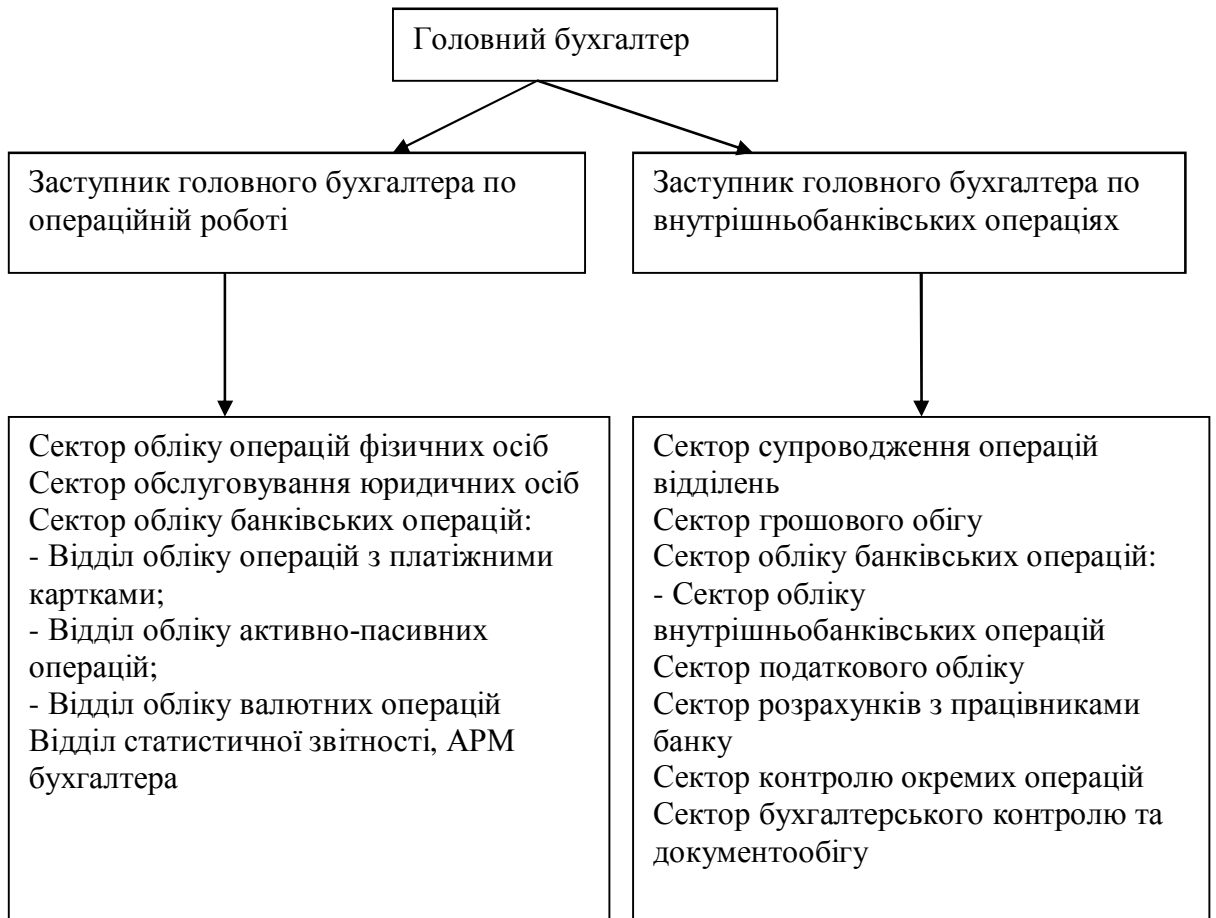 Головний бухгалтер
Заступник головного бухгалтера по
операційній роботі
Заступник головного бухгалтера по
внутрішньобанківських операціях
Сектор обліку операцій фізичних осіб
Сектор обслуговування юридичних осіб
Сектор обліку банківських операцій:
- Відділ обліку операцій з платіжними
картками;
- Відділ обліку активно-пасивних
операцій;
- Відділ обліку валютних операцій
Відділ статистичної звітності, АРМ
бухгалтера
Сектор супроводження операцій
відділень
Сектор грошового обігу
Сектор обліку банківських операцій:
- Сектор обліку
внутрішньобанківських операцій
Сектор податкового обліку
Сектор розрахунків з працівниками
банку
Сектор контролю окремих операцій
Сектор бухгалтерського контролю та
документообігу